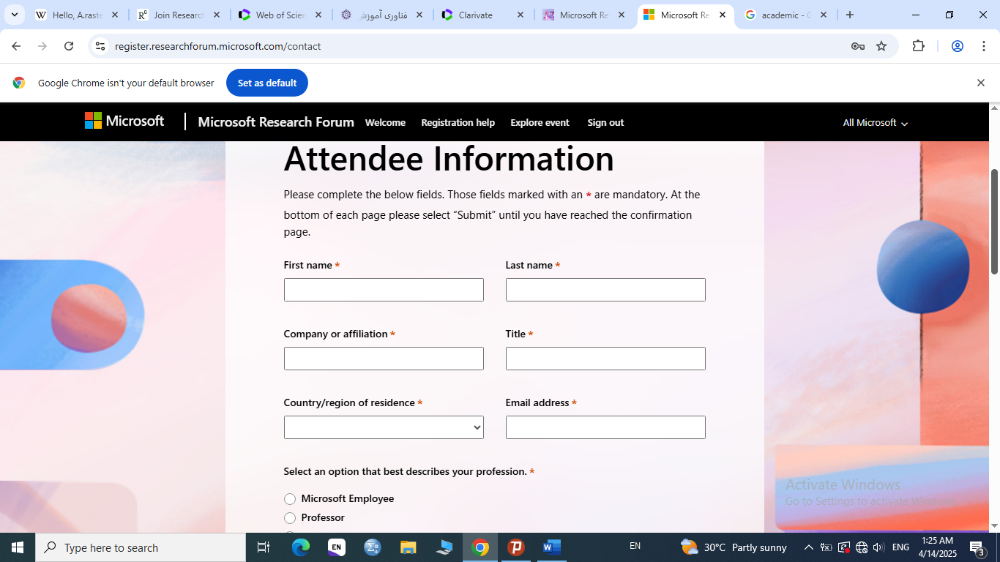 Hello, A.raste
Join Research
Web of Scien
فناوری آموزش
Clarivate
Microsoft Re
Microsoft Re
academic - G
register.researchforum.microsoft.com/contact
Google Chrome isn't your default browser
Set as default
Microsoft
Microsoft Research Forum
Welcome
Registration help
Explore event
Sign out
All Microsoft
Attendee Information
Please complete the below fields. Those fields marked with an * are mandatory. At the
bottom of each page please select “Submit” until you have reached the confirmation
page.
First name *
Last name *
Company or affiliation *
Title *
Country/region of residence *
Email address *
Select an option that best describes your profession. *
Microsoft Employee
Professor
Activate Windows
Go to Settings to activate Windows.
Type here to search
EN
EN
30°C Partly sunny
ENG
1:25 AM
4/14/2025
3